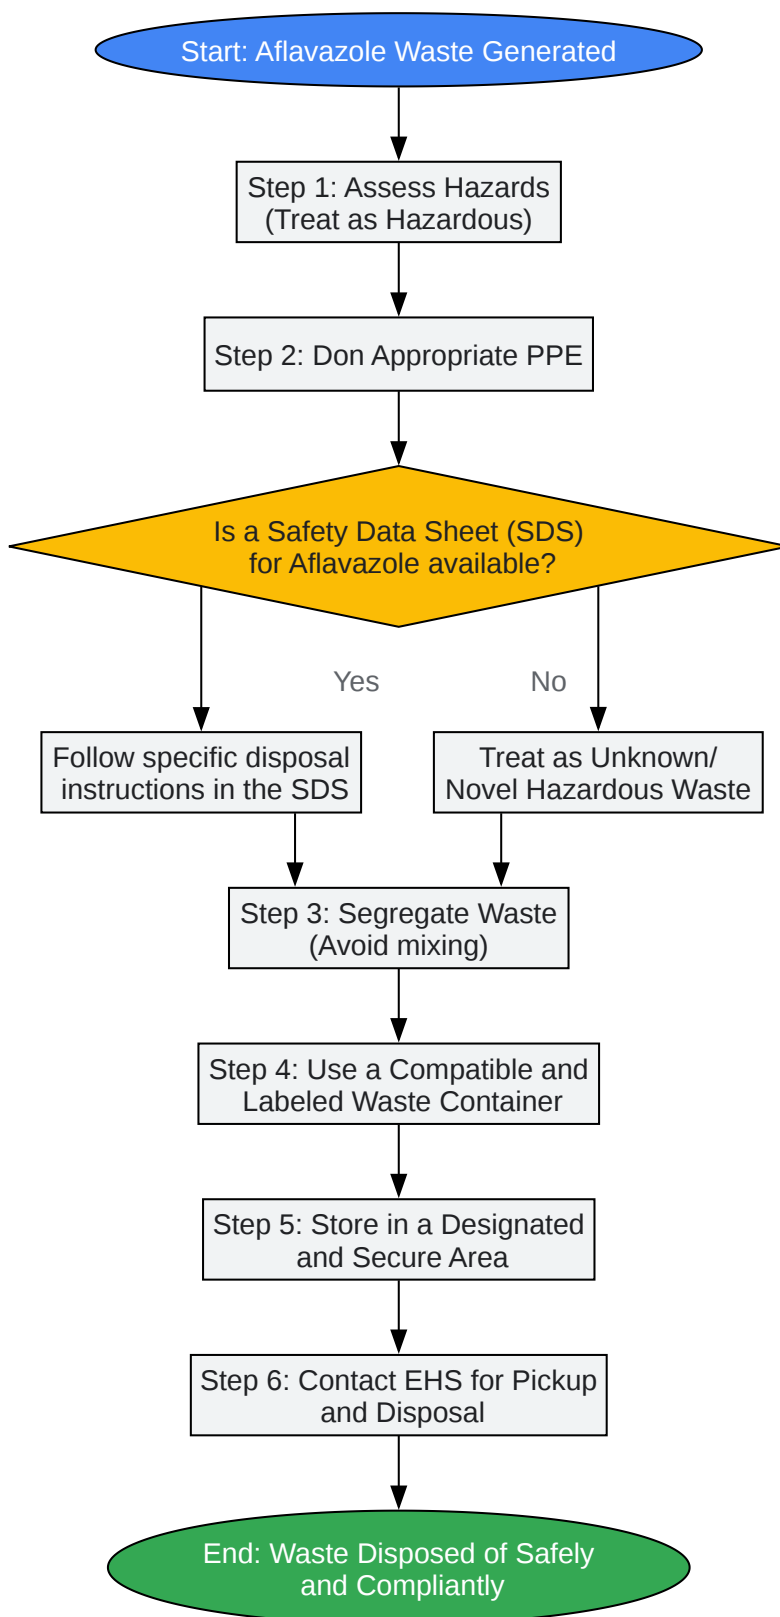 Start: Aflavazole Waste Generated
Step 1: Assess Hazards
(Treat as Hazardous)
Step 2: Don Appropriate PPE
Is a Safety Data Sheet (SDS)
for Aflavazole available?
Yes
No
Follow specific disposal
instructions in the SDS
Treat as Unknown/
Novel Hazardous Waste
Step 3: Segregate Waste
(Avoid mixing)
Step 4: Use a Compatible and
Labeled Waste Container
Step 5: Store in a Designated
and Secure Area
Step 6: Contact EHS for Pickup
and Disposal
End: Waste Disposed of Safely
and Compliantly